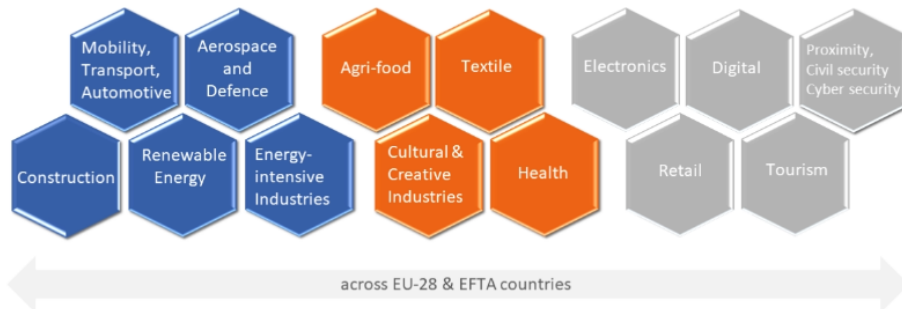 Mobility,
Transport,
Automotive
Aerospace
and
Defence
Agri-food
Textile
Electronics
Digital
Proximity,
Civil security
Cyber security
Construction
Renewable
Energy
Energy-
intensive
Industries
Cultural &
Creative
Industries
Health
Retail
Tourism
across EU-28 & EFTA countries